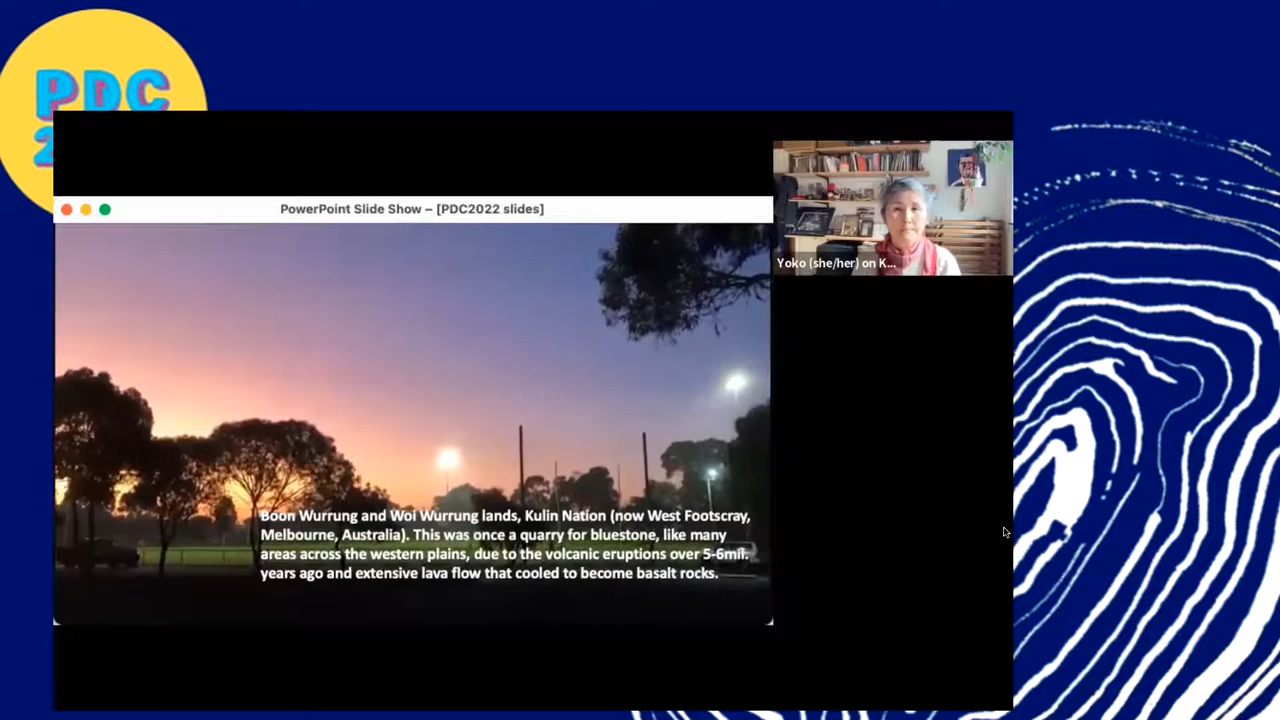 PDC
2
PowerPoint Slide Show – [PDC2022 slides]
Yoko (she/her) on K...
Boon Wurrung and Woi Wurrung lands, Kulin Nation (now West Footscray,
Melbourne, Australia). This was once a quarry for bluestone, like many
areas across the western plains, due to the volcanic eruptions over 5-6mil.
years ago and extensive lava flow that cooled to become basalt rocks.